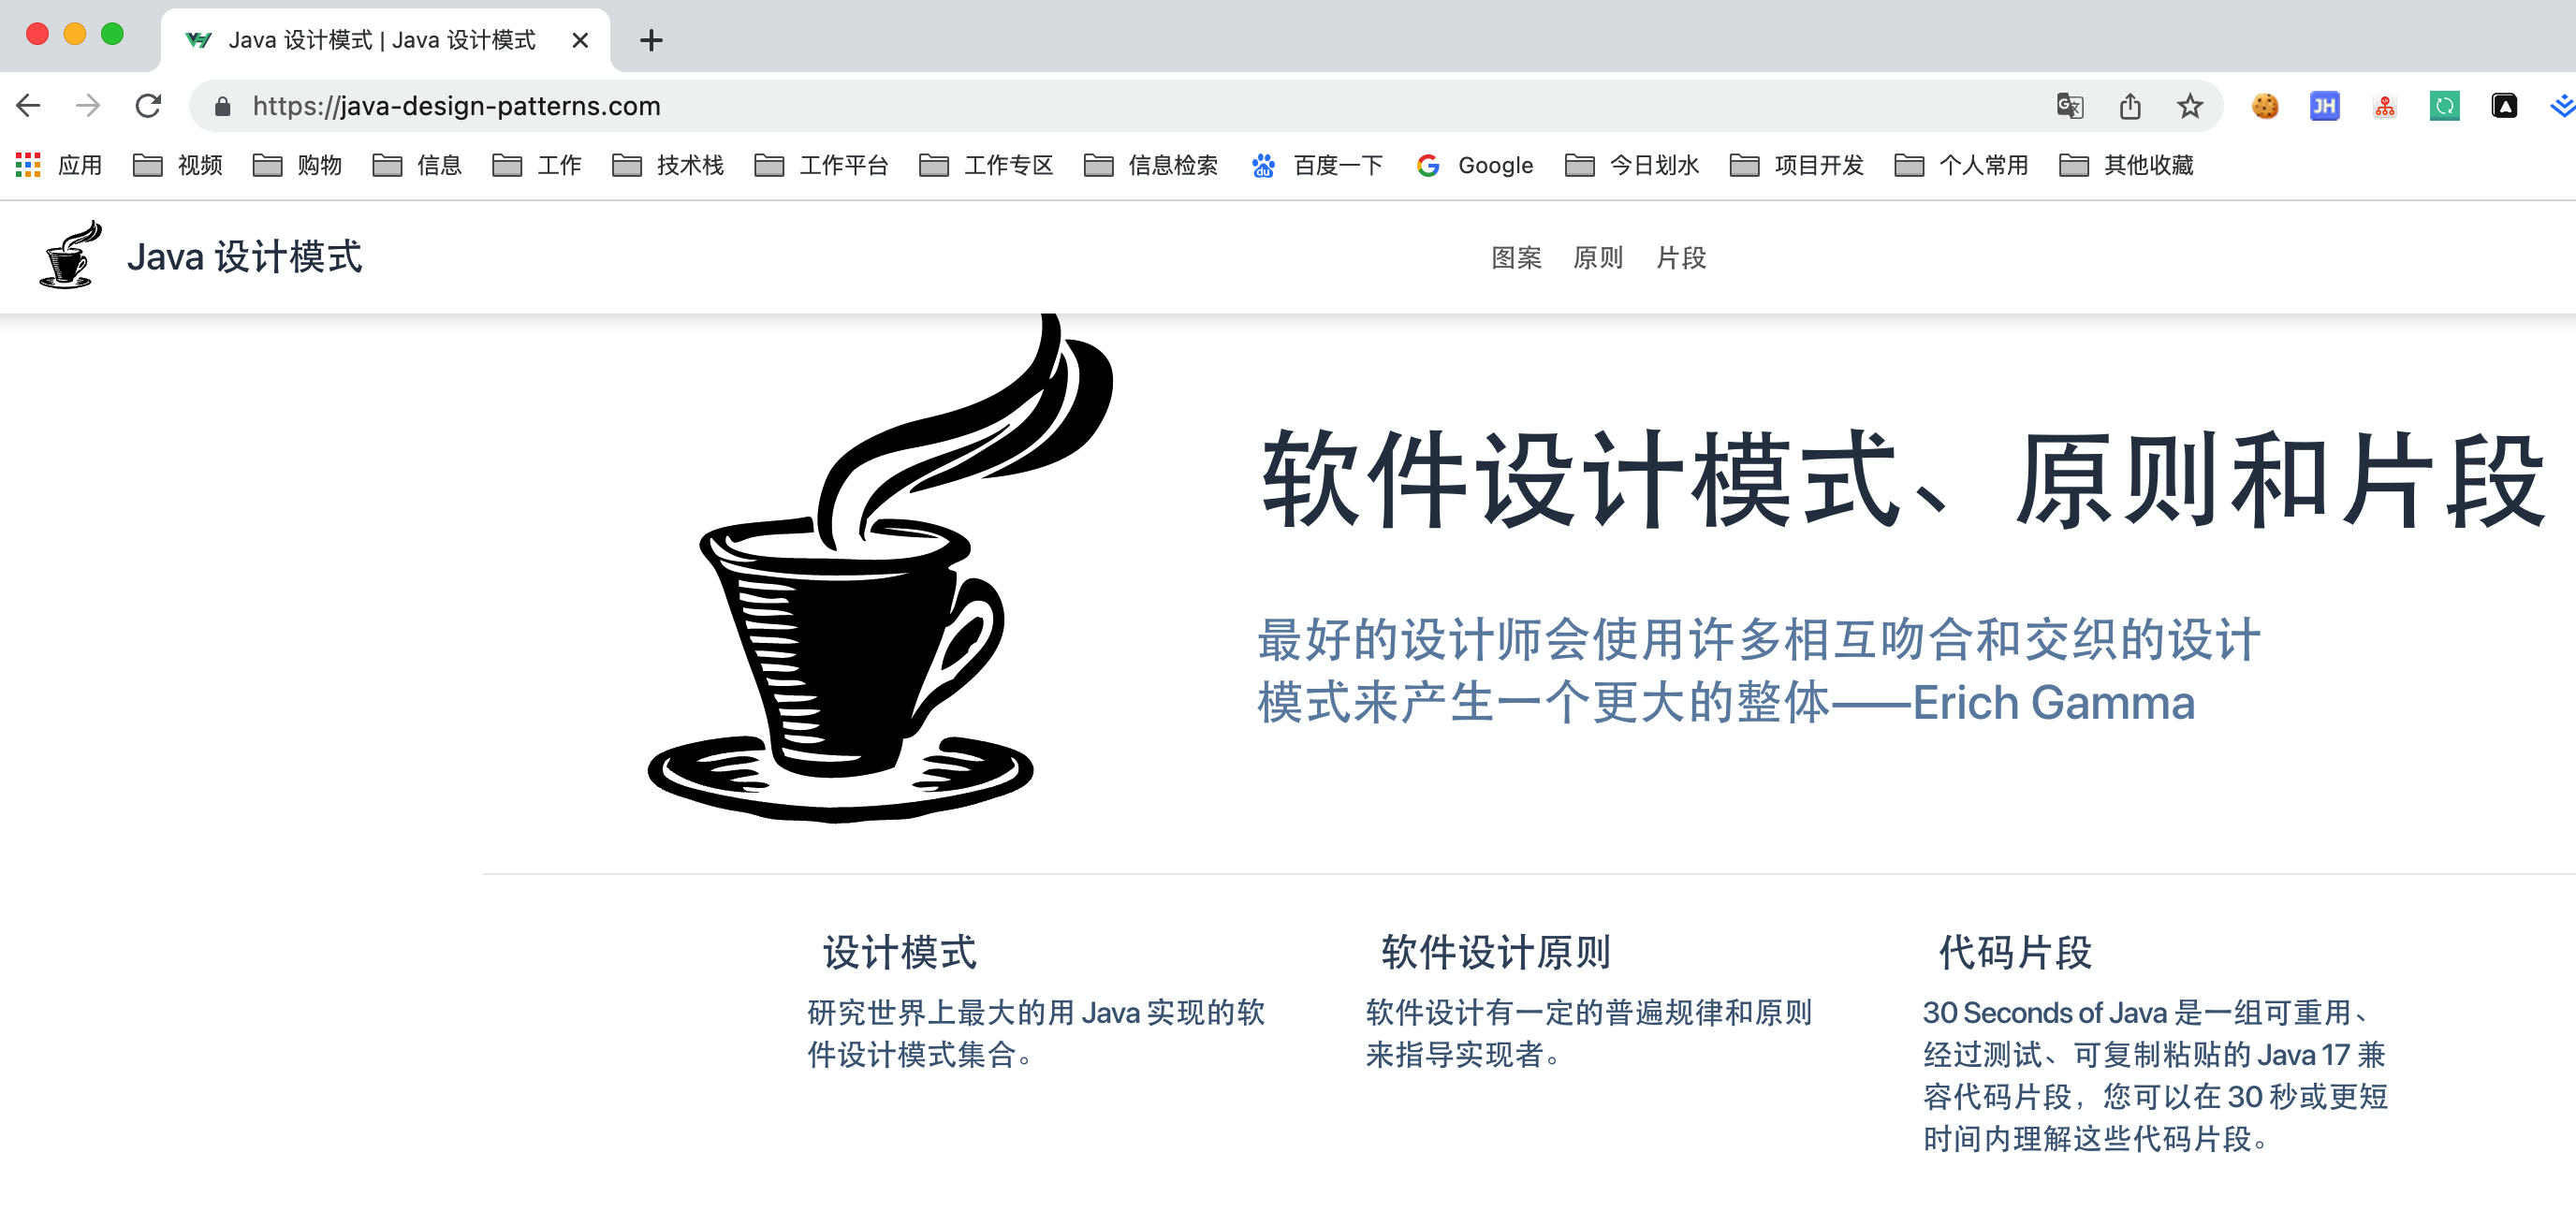 Java 设计模式 | Java 设计模式
https://java-design-patterns.com
JH
应用 视频 购物 信息 工作 技术栈 工作平台 工作专区 信息检索 du 百度一下 Google 今日划水 项目开发 个人常用 其他收藏
Java 设计模式
图案 原则 片段
软件设计模式、原则和片段
最好的设计师会使用许多相互吻合和交织的设计
模式来产生一个更大的整体——Erich Gamma
设计模式
研究世界上最大的用 Java 实现的软
件设计模式集合。
软件设计原则
软件设计有一定的普遍规律和原则
来指导实现者。
代码片段
30 Seconds of Java 是一组可重用、
经过测试、可复制粘贴的 Java 17 兼
容代码片段，您可以在 30 秒或更短
时间内理解这些代码片段。